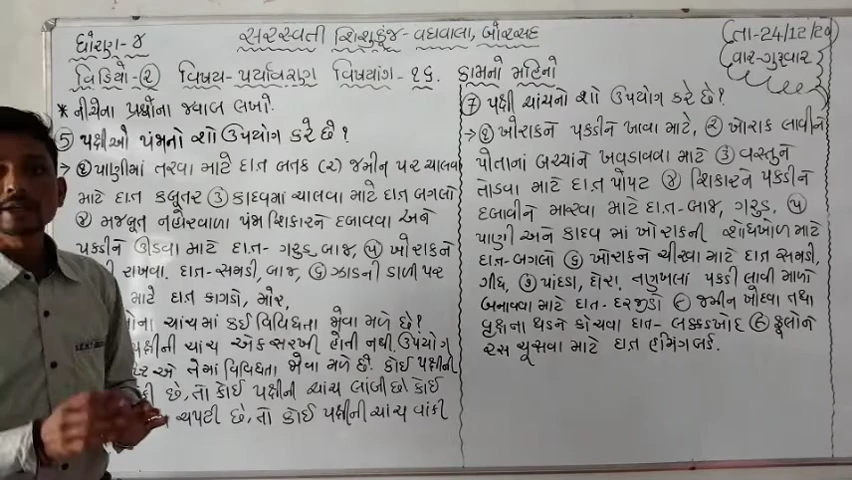 સરસ્વતી શિશુકુંજ- વઘવાલા, બોરસદ
ધોરણ-૪
તા-24/12/20
વાર-ગુરૂવાર
વિડિયો-(૨) વિષય-પર્યાવરણ વિષયાંગ-૧૬. કામનો મહિનો
* નીચેના પ્રશ્નોના જવાબ લખો.
(૫) પક્ષીઓ પંમનો શો ઉપયોગ કરે છે?
→ (૧) પાણીમાં તરવા માટે દા.ત બતક (૨) જમીન પર ચાલવા
માટે દા.ત કબૂતર (૩) કાદવમાં ચાલવા માટે દા.ત બગલો
(૪) મજબૂત નહોરવાળા પંમ શિકારને દબાવવા અને
પકડીને ઊડવા માટે દા.ત- ગરુડ, બાજ, (૫) ખોરાકને
રાખવા. દા.ત-સમડી, બાજ, (૬) ઝાડની ડાળી પર
માટે દા.ત કાગડો, મોર,
ચાંચમાં કઈ વિવિધતા જોવા મળે છે?
પક્ષીની ચાંચ એક સરખી હોતી નથી. ઉપયોગ
તેમાં વિવિધતા જોવા મળે છે. કોઈ પક્ષીની
છે, તો કોઈ પક્ષીની ચાંચ લાંબી છે. કોઈ
ચપટી છે, તો કોઈ પક્ષીની ચાંચ વાંકી
(૭) પક્ષી ચાંચનો શો ઉપયોગ કરે છે?
→ (૧) ખોરાકને પકડીને ખાવા માટે, (૨) ખોરાક લાવીને
પોતાનાં બચ્ચાંને ખવડાવવા માટે (૩) વસ્તુને
તોડવા માટે દા.ત પોપટ (૪) શિકારને પકડીને
દબાવીને મારવા માટે દા.ત-બાજ, ગરુડ, (૫)
પાણી અને કાદવ માં ખોરાકની શોધખોળ માટે
દા.ત-બગલો (૬) ખોરાકને ચીરવા માટે દા.ત સમડી,
ગીધ, (૭) પાંદડા, દોરા, તણખલાં પકડી લાવી માળો
બનાવવા માટે દા.ત- દરજીડો (૮) જમીન ખોદવા તથા
વૃક્ષના થડને કોચવા દા.ત- લક્કડખોદ (૯) ફૂલોને
રસ ચૂસવા માટે દા.ત હમિંગબર્ડ.